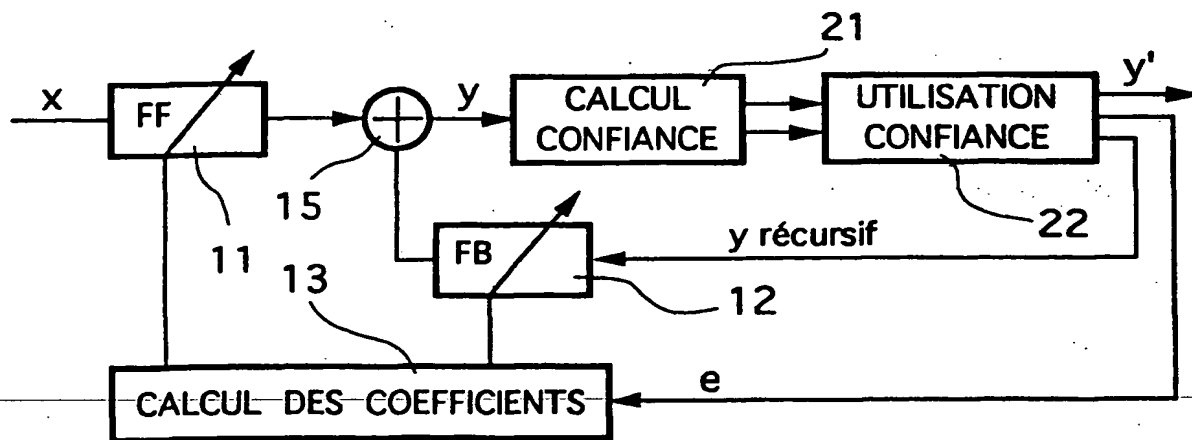 21
x
FF
y
CALCUL
CONFIANCE
UTILISATION
CONFIANCE
y'
15
22
11
FB
y récursif
13
12
CALCUL DES COEFFICIENTS
e